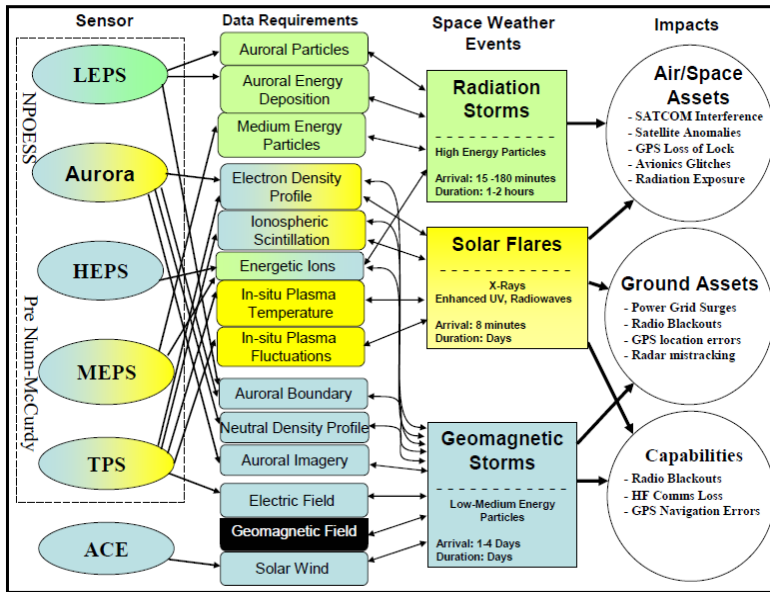 Sensor
Data Requirements
Space Weather
Events
Impacts
NPOESS
Pre Nunn-McCurdy
LEPS
Aurora
HEPS
MEPS
TPS
ACE
Auroral Particles
Auroral Energy
Deposition
Medium Energy
Particles
Electron Density
Profile
Ionospheric
Scintillation
Energetic Ions
In-situ Plasma
Temperature
In-situ Plasma
Fluctuations
Auroral Boundary
Neutral Density Profile
Auroral Imagery
Electric Field
Geomagnetic Field
Solar Wind
Radiation
Storms
- - - - - - - - - - - - - -
High Energy Particles
Arrival: 15 -180 minutes
Duration: 1-2 hours
Solar Flares
- - - - - - - - - - - - - -
X-Rays
Enhanced UV, Radiowaves
Arrival: 8 minutes
Duration: Days
Geomagnetic
Storms
- - - - - - - - - - - - - -
Low-Medium Energy
Particles
Arrival: 1-4 Days
Duration: Days
Air/Space
Assets
- SATCOM Interference
- Satellite Anomalies
- GPS Loss of Lock
- Avionics Glitches
- Radiation Exposure
Ground Assets
- Power Grid Surges
- Radio Blackouts
- GPS location errors
- Radar mistracking
Capabilities
- Radio Blackouts
- HF Comms Loss
- GPS Navigation Errors